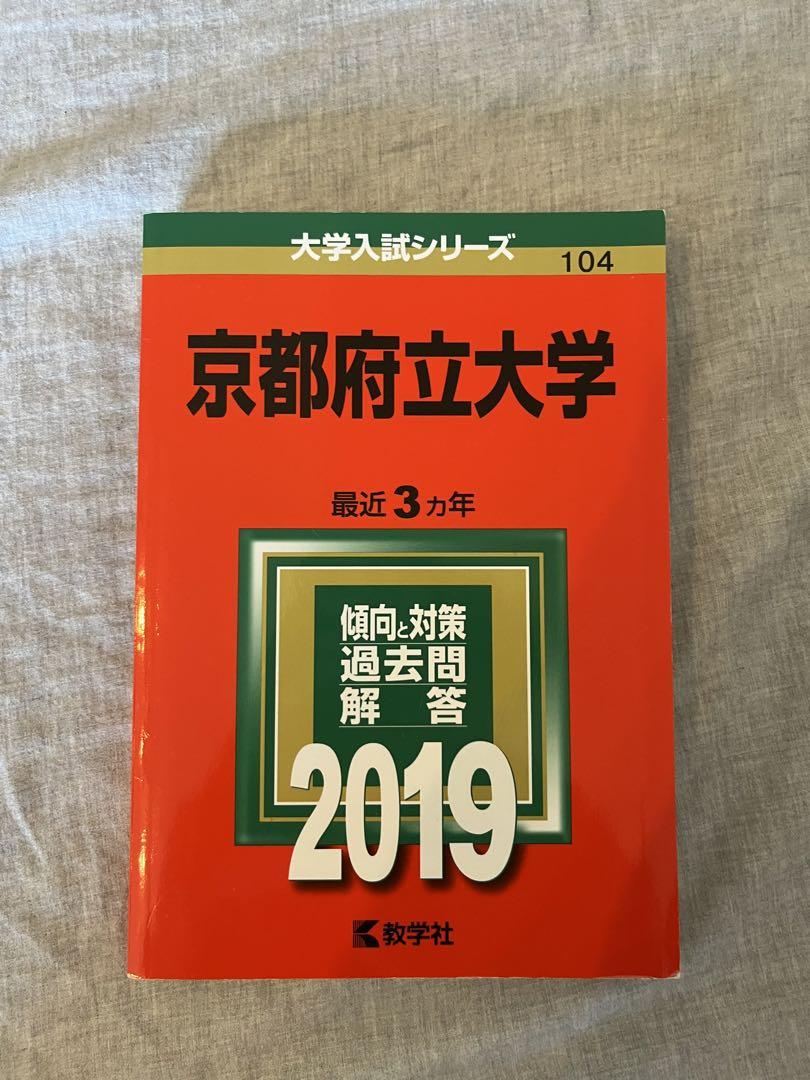 大学入試シリーズ
104
京都府立大学
最近3ヵ年
傾向と対策
過去問
解答
2019
教学社